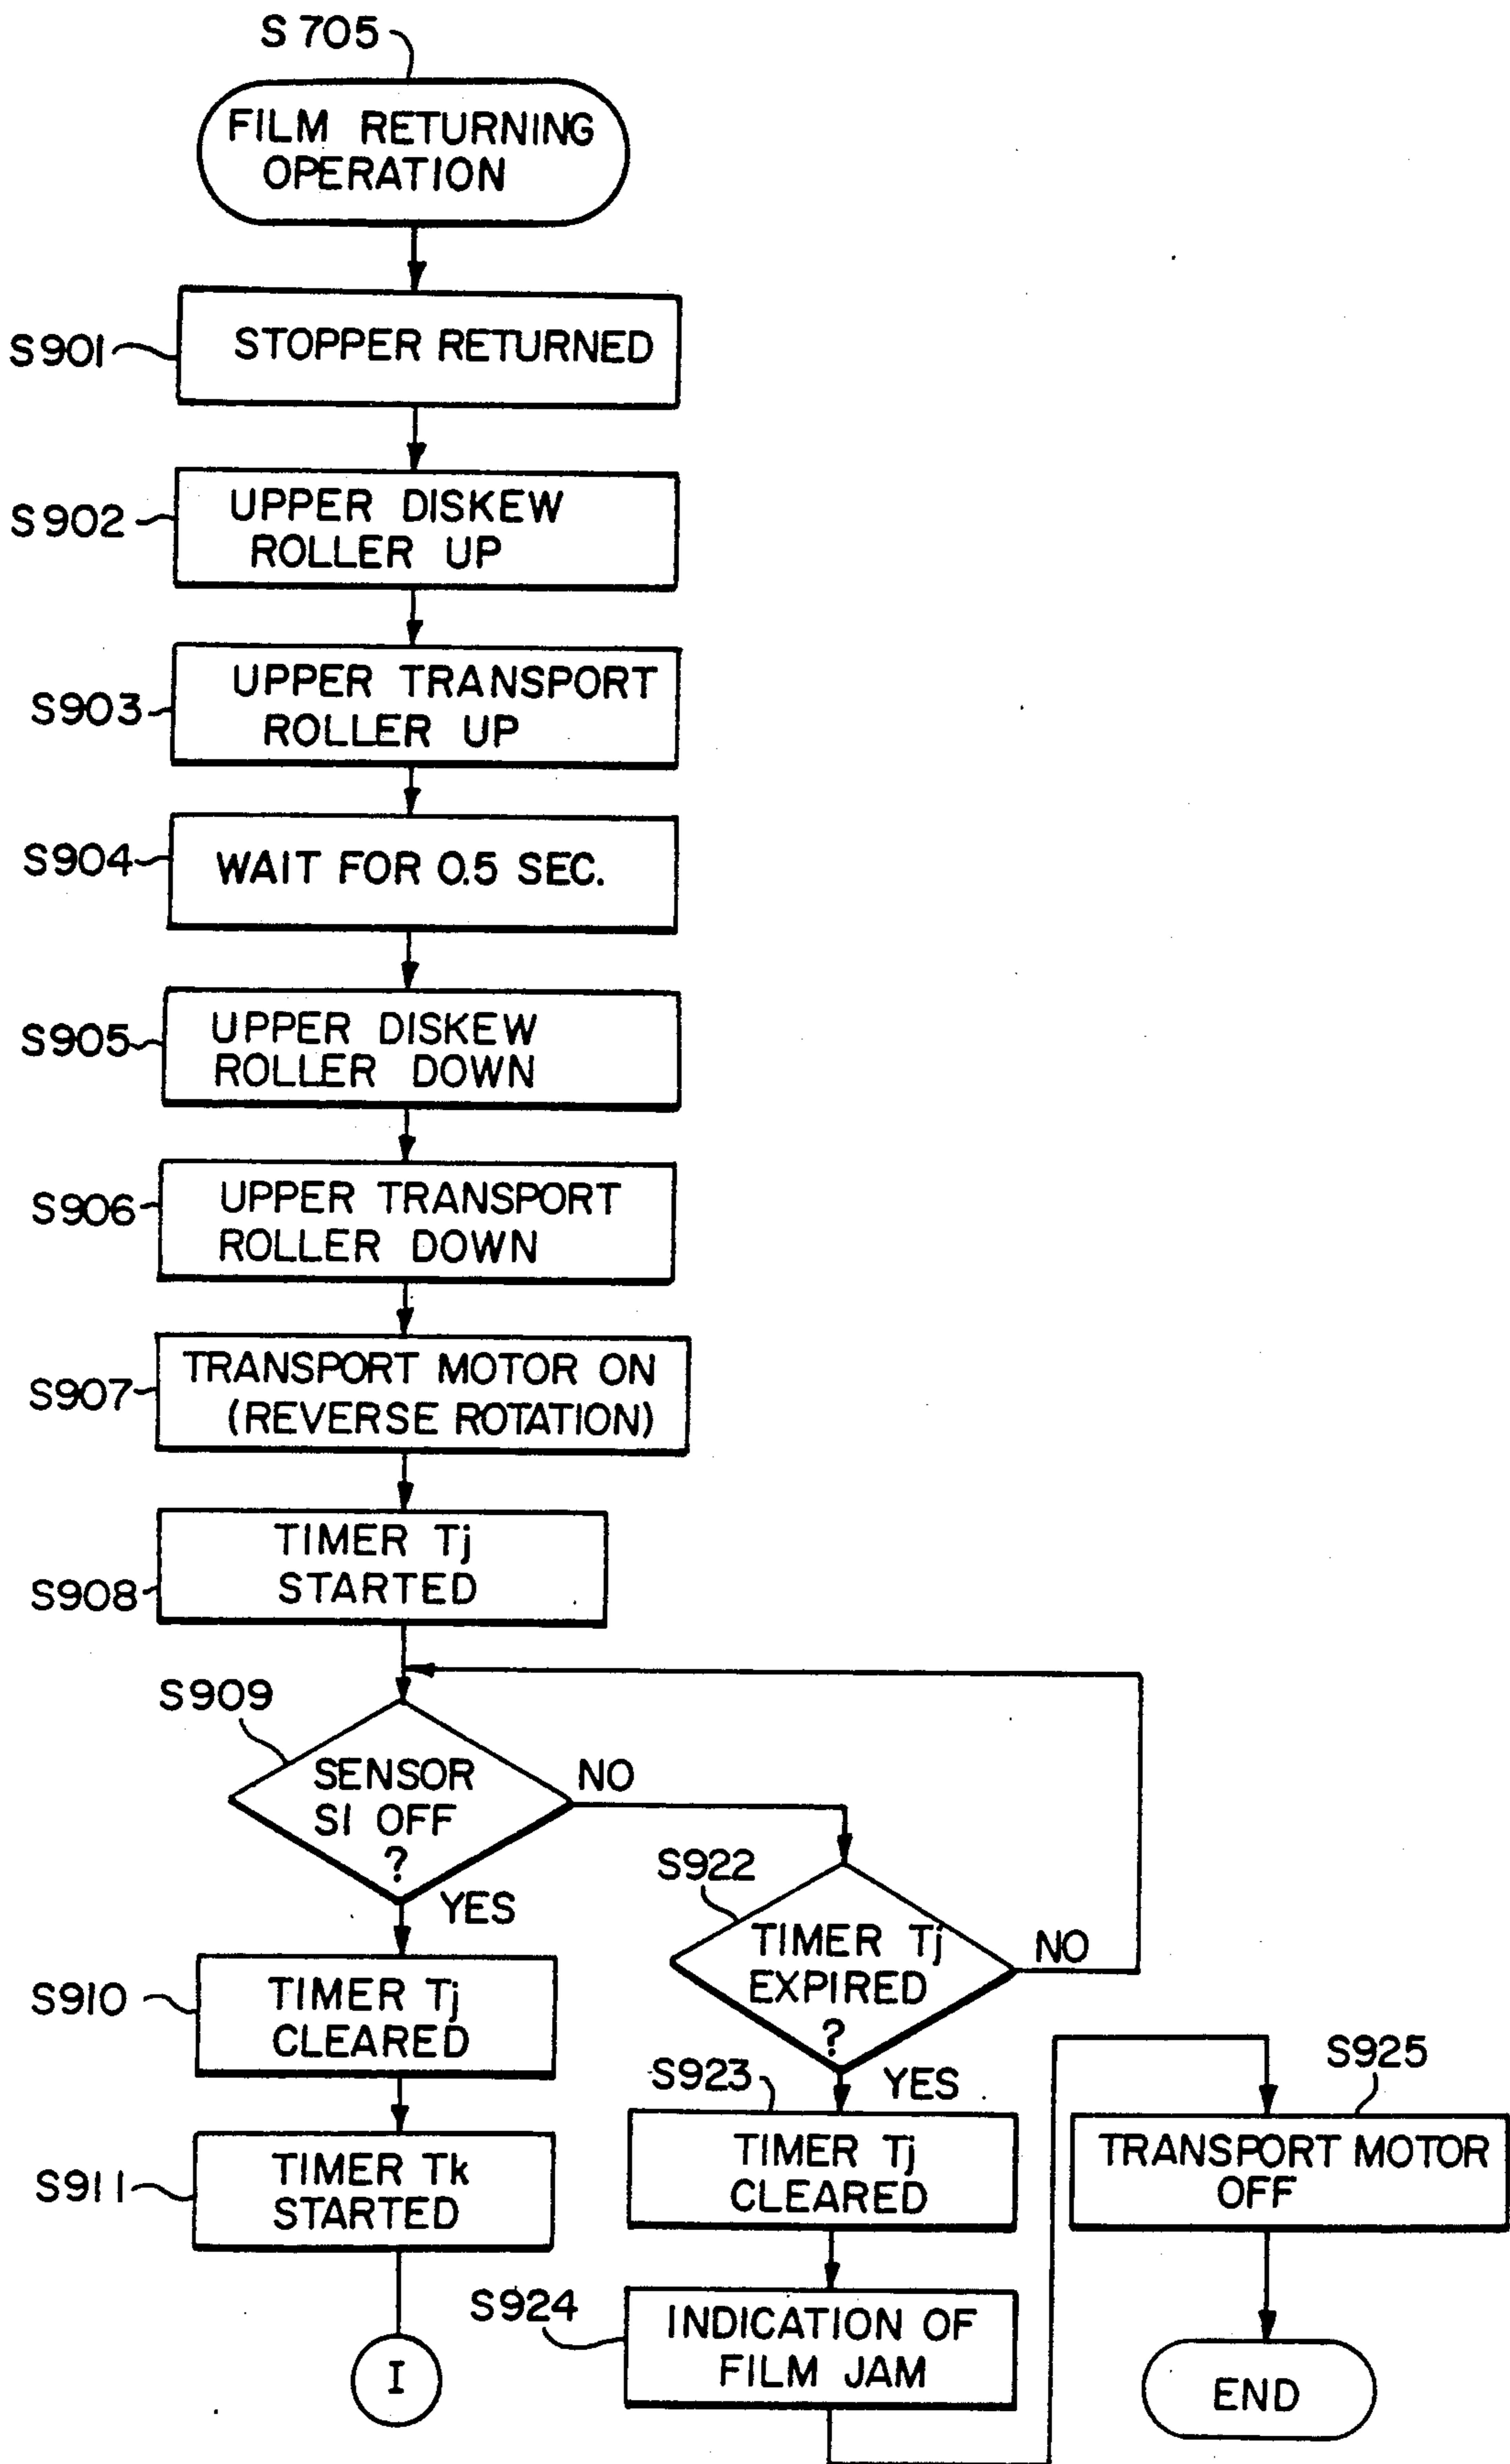 S705
FILM RETURNING
OPERATION
S901
STOPPER RETURNED
S902
UPPER DISKEW
ROLLER UP
S903
UPPER TRANSPORT
ROLLER UP
S904
WAIT FOR 0.5 SEC.
S905
UPPER DISKEW
ROLLER DOWN
S906
UPPER TRANSPORT
ROLLER DOWN
S907
TRANSPORT MOTOR ON
(REVERSE ROTATION)
S908
TIMER Tj
STARTED
S909
SENSOR
S1 OFF
?
NO
YES
S922
TIMER Tj
EXPIRED
?
NO
YES
S910
TIMER Tj
CLEARED
S911
TIMER Tk
STARTED
I
S923
TIMER Tj
CLEARED
S924
INDICATION OF
FILM JAM
S925
TRANSPORT MOTOR
OFF
END